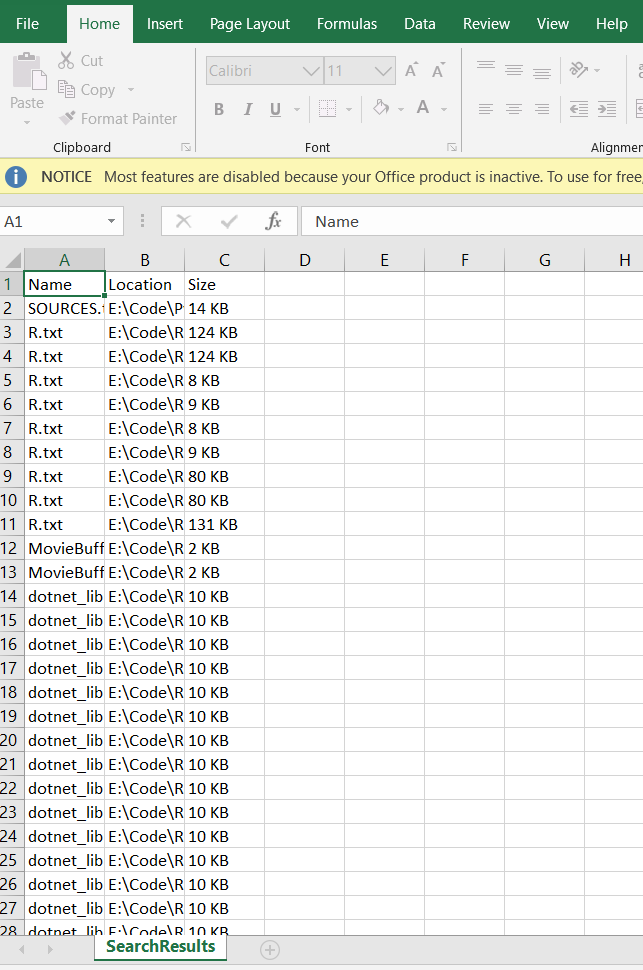 File Home Insert Page Layout Formulas Data Review View Help
Cut
Copy
Format Painter
Paste
Calibri 11
B I U A
Clipboard Font Alignmen
NOTICE Most features are disabled because your Office product is inactive. To use for free,
A1 fx Name
A B C D E F G H
1 Name Location Size
2 SOURCES. E:\Code\P 14 KB
3 R.txt E:\Code\R 124 KB
4 R.txt E:\Code\R 124 KB
5 R.txt E:\Code\R 8 KB
6 R.txt E:\Code\R 9 KB
7 R.txt E:\Code\R 8 KB
8 R.txt E:\Code\R 9 KB
9 R.txt E:\Code\R 80 KB
10 R.txt E:\Code\R 80 KB
11 R.txt E:\Code\R 131 KB
12 MovieBuff E:\Code\R 2 KB
13 MovieBuff E:\Code\R 2 KB
14 dotnet_lib E:\Code\R 10 KB
15 dotnet_lib E:\Code\R 10 KB
16 dotnet_lib E:\Code\R 10 KB
17 dotnet_lib E:\Code\R 10 KB
18 dotnet_lib E:\Code\R 10 KB
19 dotnet_lib E:\Code\R 10 KB
20 dotnet_lib E:\Code\R 10 KB
21 dotnet_lib E:\Code\R 10 KB
22 dotnet_lib E:\Code\R 10 KB
23 dotnet_lib E:\Code\R 10 KB
24 dotnet_lib E:\Code\R 10 KB
25 dotnet_lib E:\Code\R 10 KB
26 dotnet_lib E:\Code\R 10 KB
27 dotnet_lib E:\Code\R 10 KB
28 dotnet_lib E:\Code\R 10 KB
SearchResults